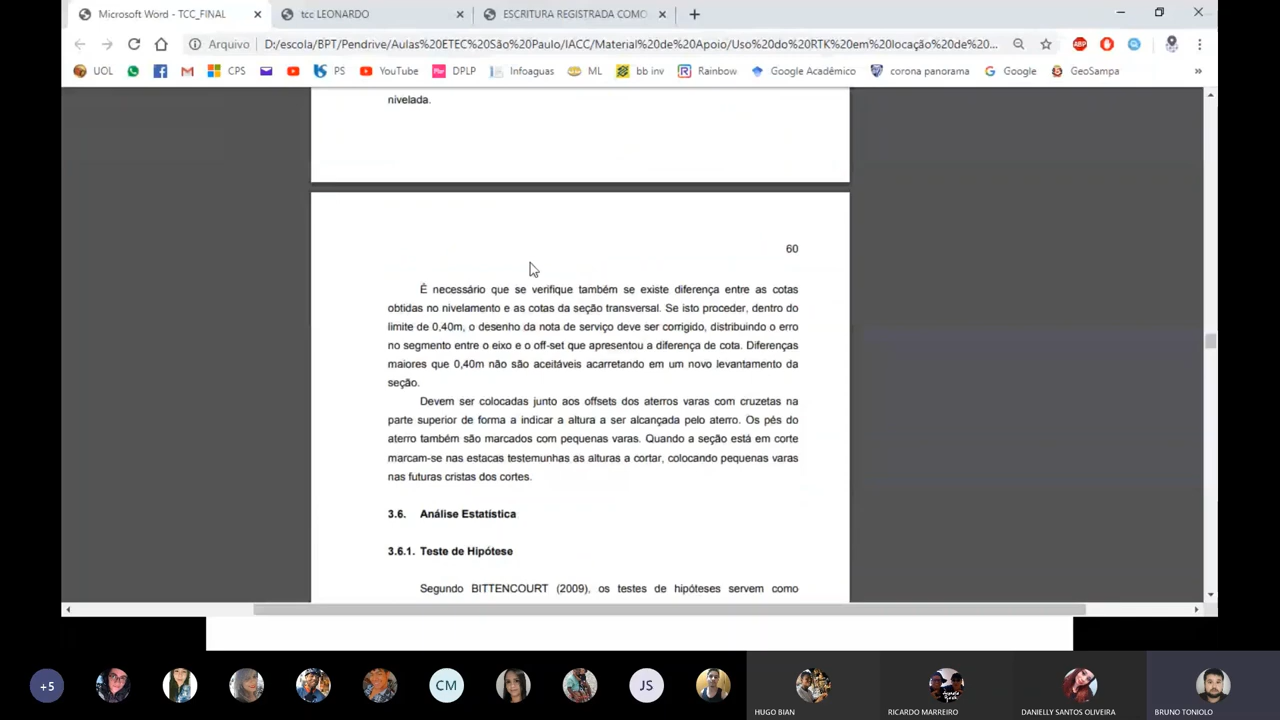 Microsoft Word - TCC_FINAL
tcc LEONARDO
ESCRITURA REGISTRADA COMO
Arquivo
D:/escola/BPT/Pendrive/Aulas%20ETEC%20São%20Paulo/IACC/Material%20de%20Apoio/Uso%20do%20RTK%20em%20locação%20de%20...
ABP
UOL
CPS
PS
YouTube
DPLP
Infoaguas
ML
bb inv
Rainbow
Google Acadêmico
corona panorama
Google
GeoSampa
»
nivelada.
60
É necessário que se verifique também se existe diferença entre as cotas
obtidas no nivelamento e as cotas da seção transversal. Se isto proceder, dentro do
limite de 0,40m, o desenho da nota de serviço deve ser corrigido, distribuindo o erro
no segmento entre o eixo e o off-set que apresentou a diferença de cota. Diferenças
maiores que 0,40m não são aceitáveis acarretando em um novo levantamento da
seção.
Devem ser colocadas junto aos offsets dos aterros varas com cruzetas na
parte superior de forma a indicar a altura a ser alcançada pelo aterro. Os pés do
aterro também são marcados com pequenas varas. Quando a seção está em corte
marcam-se nas estacas testemunhas as alturas a cortar, colocando pequenas varas
nas futuras cristas dos cortes.
3.6. Análise Estatística
3.6.1. Teste de Hipótese
Segundo BITTENCOURT (2009), os testes de hipóteses servem como
+5
CM
JS
HUGO BIAN
RICARDO MARREIRO
DANIELLY SANTOS OLIVEIRA
BRUNO TONIOLO